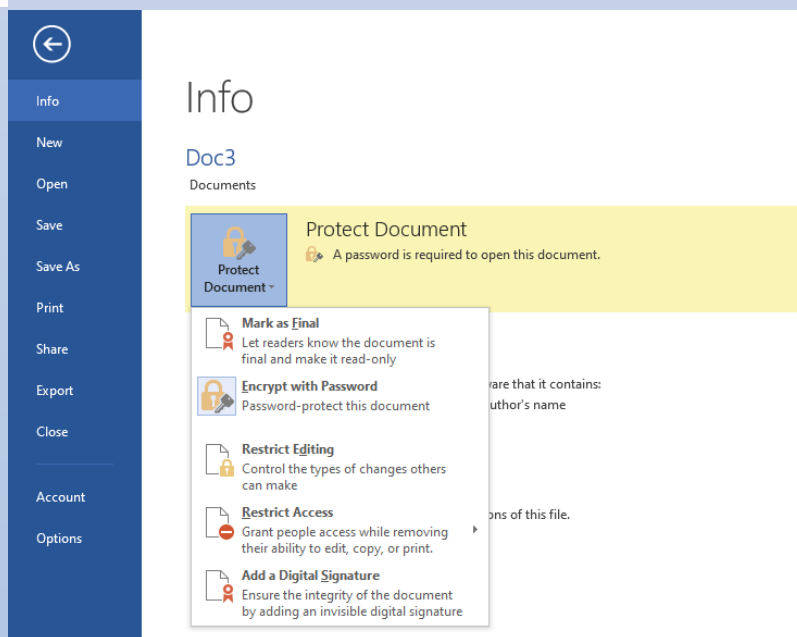 Info
New
Open
Save
Save As
Print
Share
Export
Close
Account
Options
Info
Doc3
Documents
Protect Document
A password is required to open this document.
Protect
Document
Mark as Final
Let readers know the document is
final and make it read-only
Encrypt with Password
Password-protect this document
Restrict Editing
Control the types of changes others
can make
Restrict Access
Grant people access while removing
their ability to edit, copy, or print.
Add a Digital Signature
Ensure the integrity of the document
by adding an invisible digital signature
that it contains:
name
of this file.